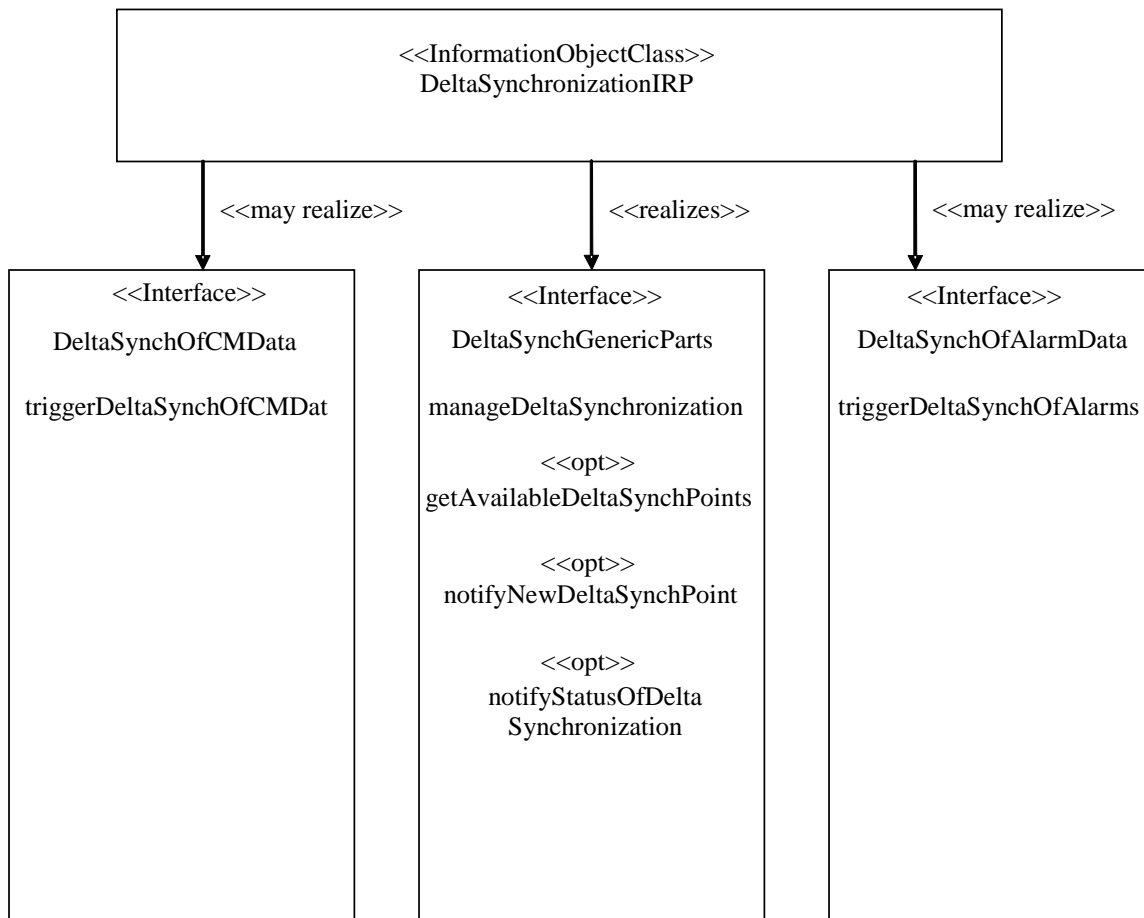 <<InformationObjectClass>>
DeltaSynchronizationIRP
<<may realize>>
<<realizes>>
<<may realize>>
<<Interface>>
DeltaSynchOfCMData
triggerDeltaSynchOfCMDat
<<Interface>>
DeltaSynchGenericParts
manageDeltaSynchronization
<<opt>>
getAvailableDeltaSynchPoints
<<opt>>
notifyNewDeltaSynchPoint
<<opt>>
notifyStatusOfDelta
Synchronization
<<Interface>>
DeltaSynchOfAlarmData
triggerDeltaSynchOfAlarms